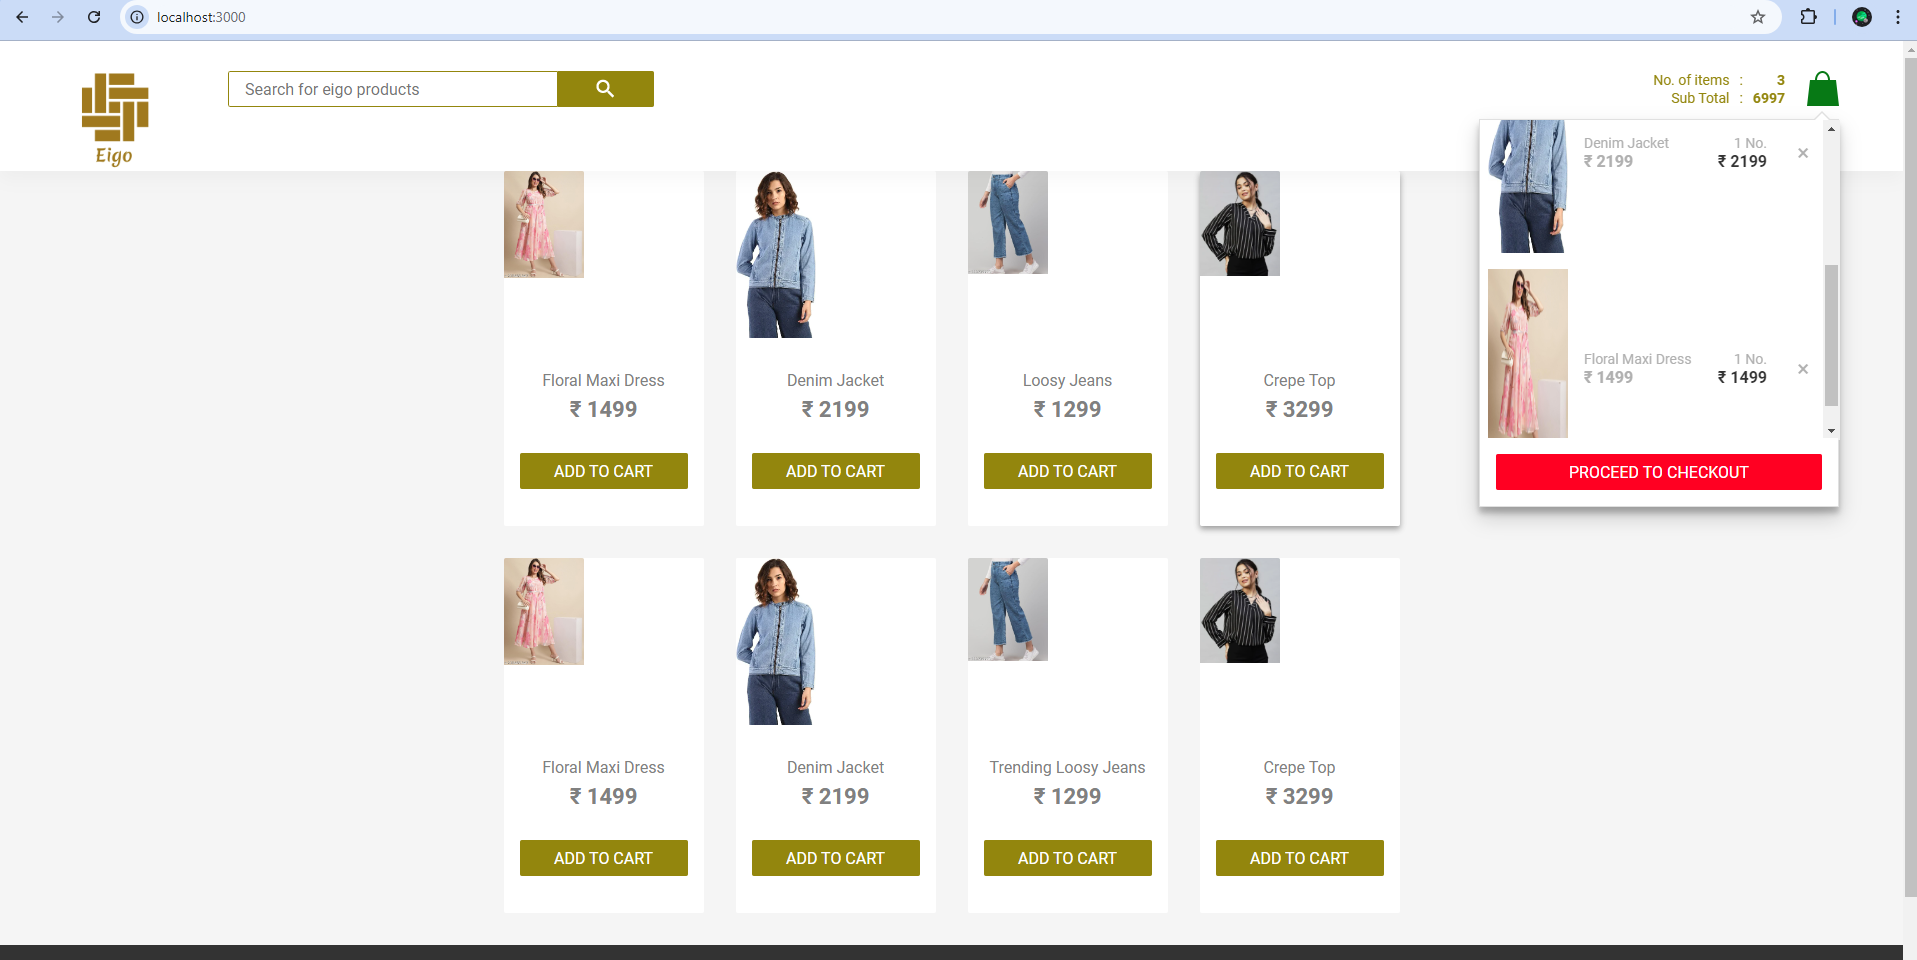 localhost:3000
Search for eigo products
No. of items : 3
Sub Total : 6997
Eigo
Denim Jacket 1 No.
₹ 2199 ₹ 2199 ×
Floral Maxi Dress 1 No.
₹ 1499 ₹ 1499 ×
PROCEED TO CHECKOUT
Floral Maxi Dress
₹ 1499
ADD TO CART
Denim Jacket
₹ 2199
ADD TO CART
Loosy Jeans
₹ 1299
ADD TO CART
Crepe Top
₹ 3299
ADD TO CART
Floral Maxi Dress
₹ 1499
ADD TO CART
Denim Jacket
₹ 2199
ADD TO CART
Trending Loosy Jeans
₹ 1299
ADD TO CART
Crepe Top
₹ 3299
ADD TO CART